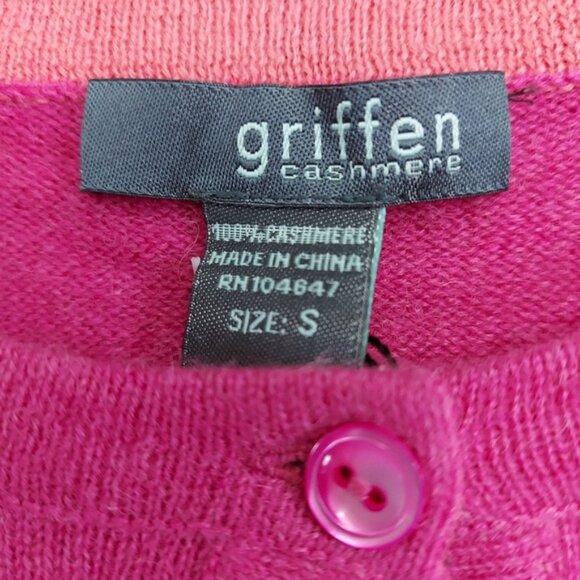 griffen
cashmere
100% CASHMERE
MADE IN CHINA
RN104647
SIZE: S